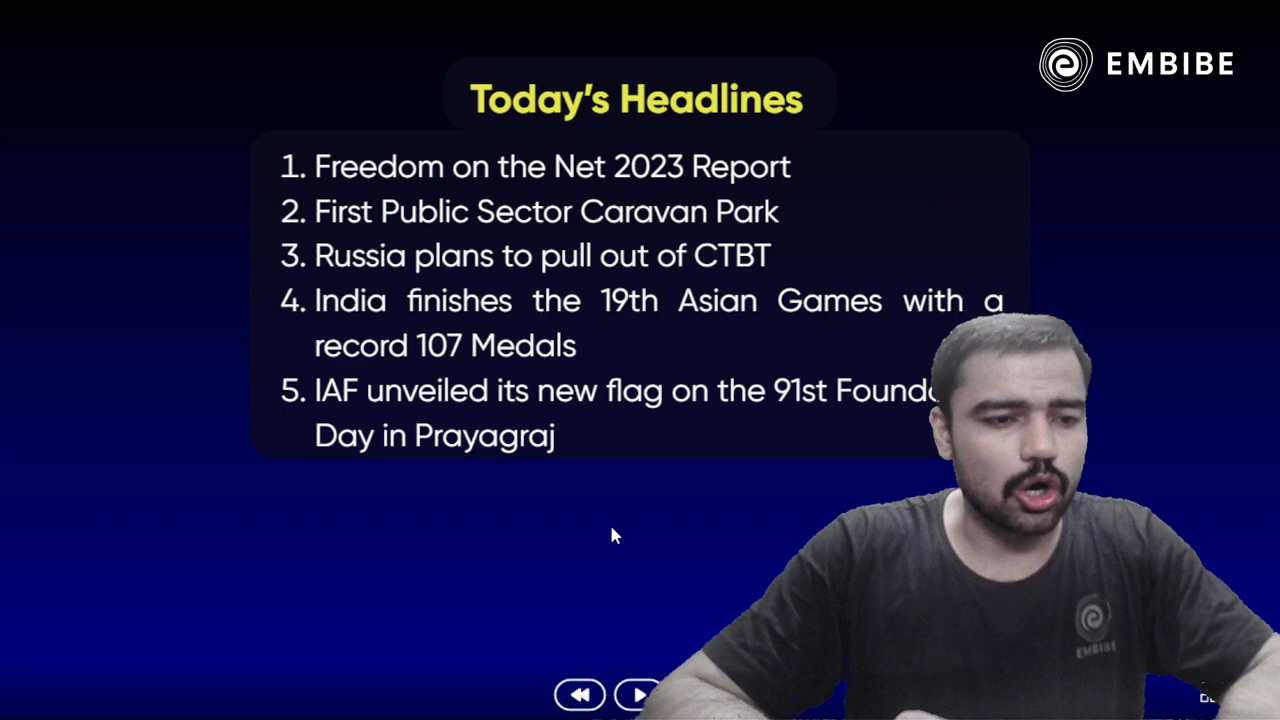 EMBIBE
Today's Headlines
1. Freedom on the Net 2023 Report
2. First Public Sector Caravan Park
3. Russia plans to pull out of CTBT
4. India finishes the 19th Asian Games with a
record 107 Medals
5. IAF unveiled its new flag on the 91st
Day in Prayagraj
EMBIBE